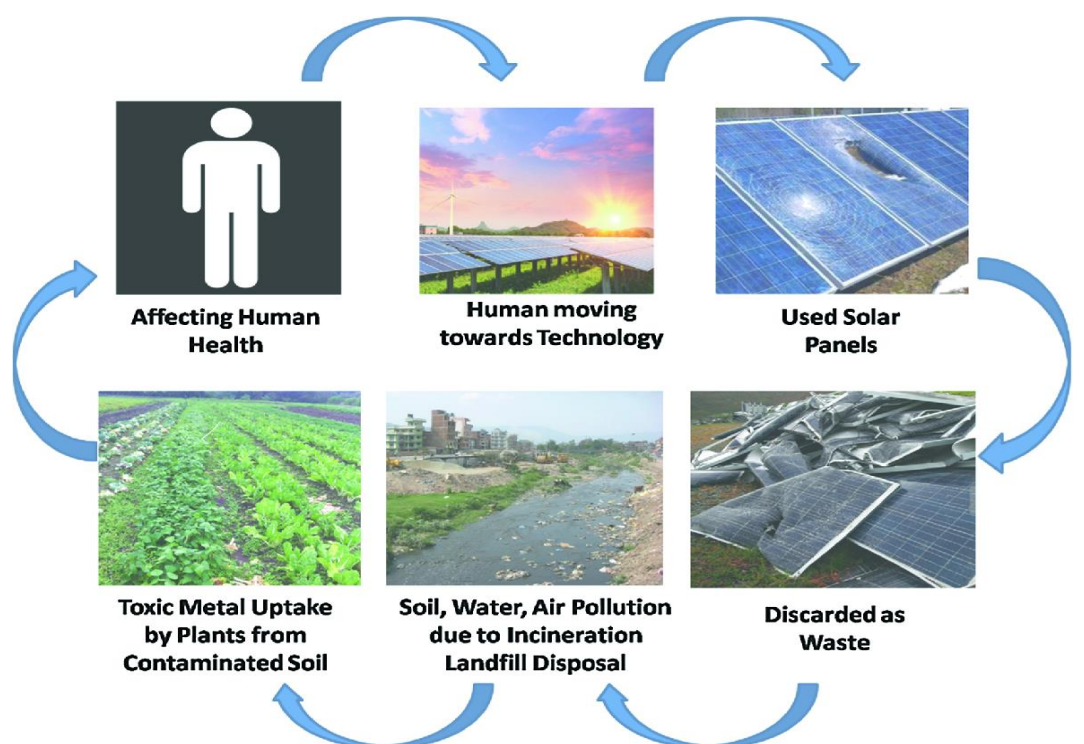 Affecting Human
Health
Human moving
towards Technology
Used Solar
Panels
Toxic Metal Uptake
by Plants from
Contaminated Soil
Soil, Water, Air Pollution
due to Incineration
Landfill Disposal
Discarded as
Waste